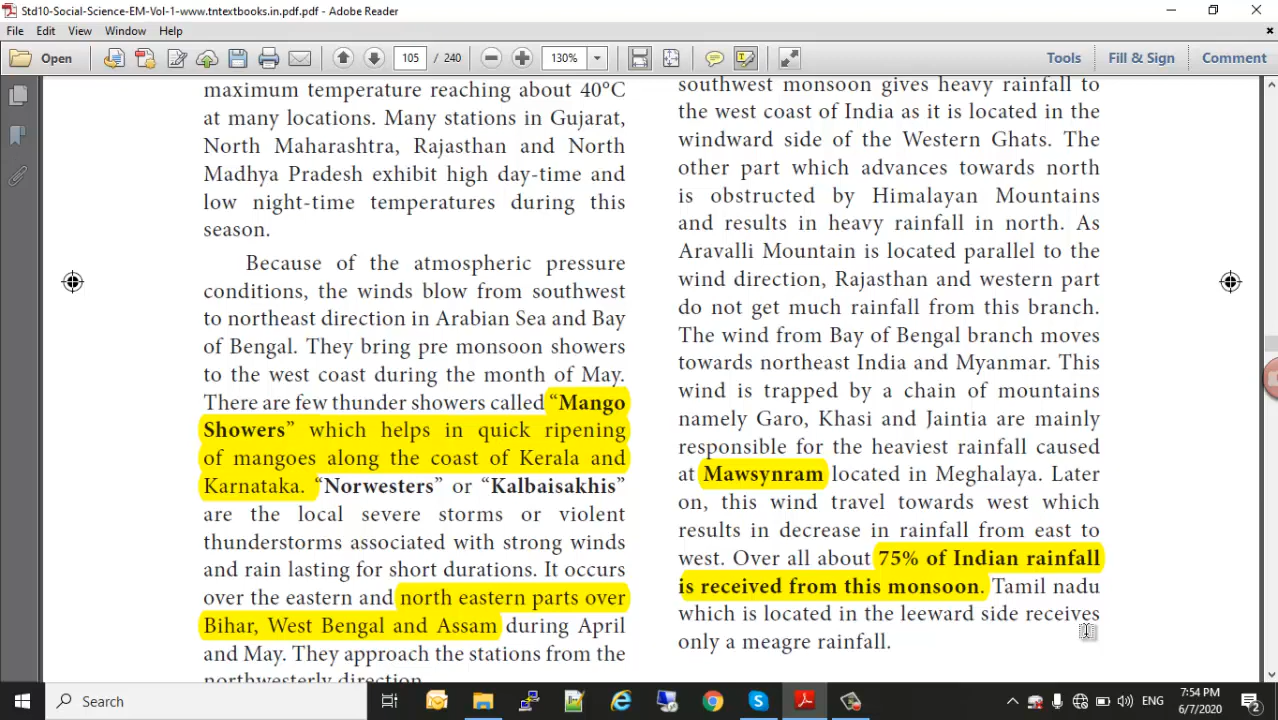 Std10-Social-Science-EM-Vol-1-www.tntextbooks.in.pdf.pdf - Adobe Reader
File Edit View Window Help
Open 105 / 240 130% Tools Fill & Sign Comment
maximum temperature reaching about 40°C
at many locations. Many stations in Gujarat,
North Maharashtra, Rajasthan and North
Madhya Pradesh exhibit high day-time and
low night-time temperatures during this
season.
Because of the atmospheric pressure
conditions, the winds blow from southwest
to northeast direction in Arabian Sea and Bay
of Bengal. They bring pre monsoon showers
to the west coast during the month of May.
There are few thunder showers called “Mango
Showers” which helps in quick ripening
of mangoes along the coast of Kerala and
Karnataka. “Norwesters” or “Kalbaisakhis”
are the local severe storms or violent
thunderstorms associated with strong winds
and rain lasting for short durations. It occurs
over the eastern and north eastern parts over
Bihar, West Bengal and Assam during April
and May. They approach the stations from the
northwesterly direction.
southwest monsoon gives heavy rainfall to
the west coast of India as it is located in the
windward side of the Western Ghats. The
other part which advances towards north
is obstructed by Himalayan Mountains
and results in heavy rainfall in north. As
Aravalli Mountain is located parallel to the
wind direction, Rajasthan and western part
do not get much rainfall from this branch.
The wind from Bay of Bengal branch moves
towards northeast India and Myanmar. This
wind is trapped by a chain of mountains
namely Garo, Khasi and Jaintia are mainly
responsible for the heaviest rainfall caused
at Mawsynram located in Meghalaya. Later
on, this wind travel towards west which
results in decrease in rainfall from east to
west. Over all about 75% of Indian rainfall
is received from this monsoon. Tamil nadu
which is located in the leeward side receives
only a meagre rainfall.
Search
ENG
7:54 PM
6/7/2020
2